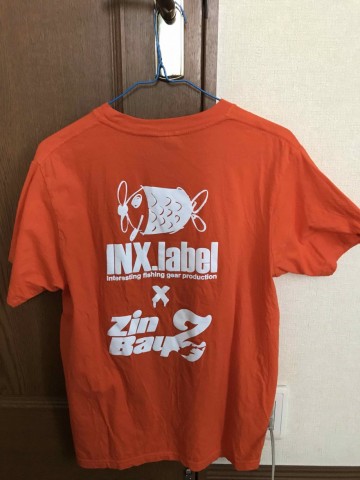 INX.label
interesting fishing gear production
X
Zin
Bay